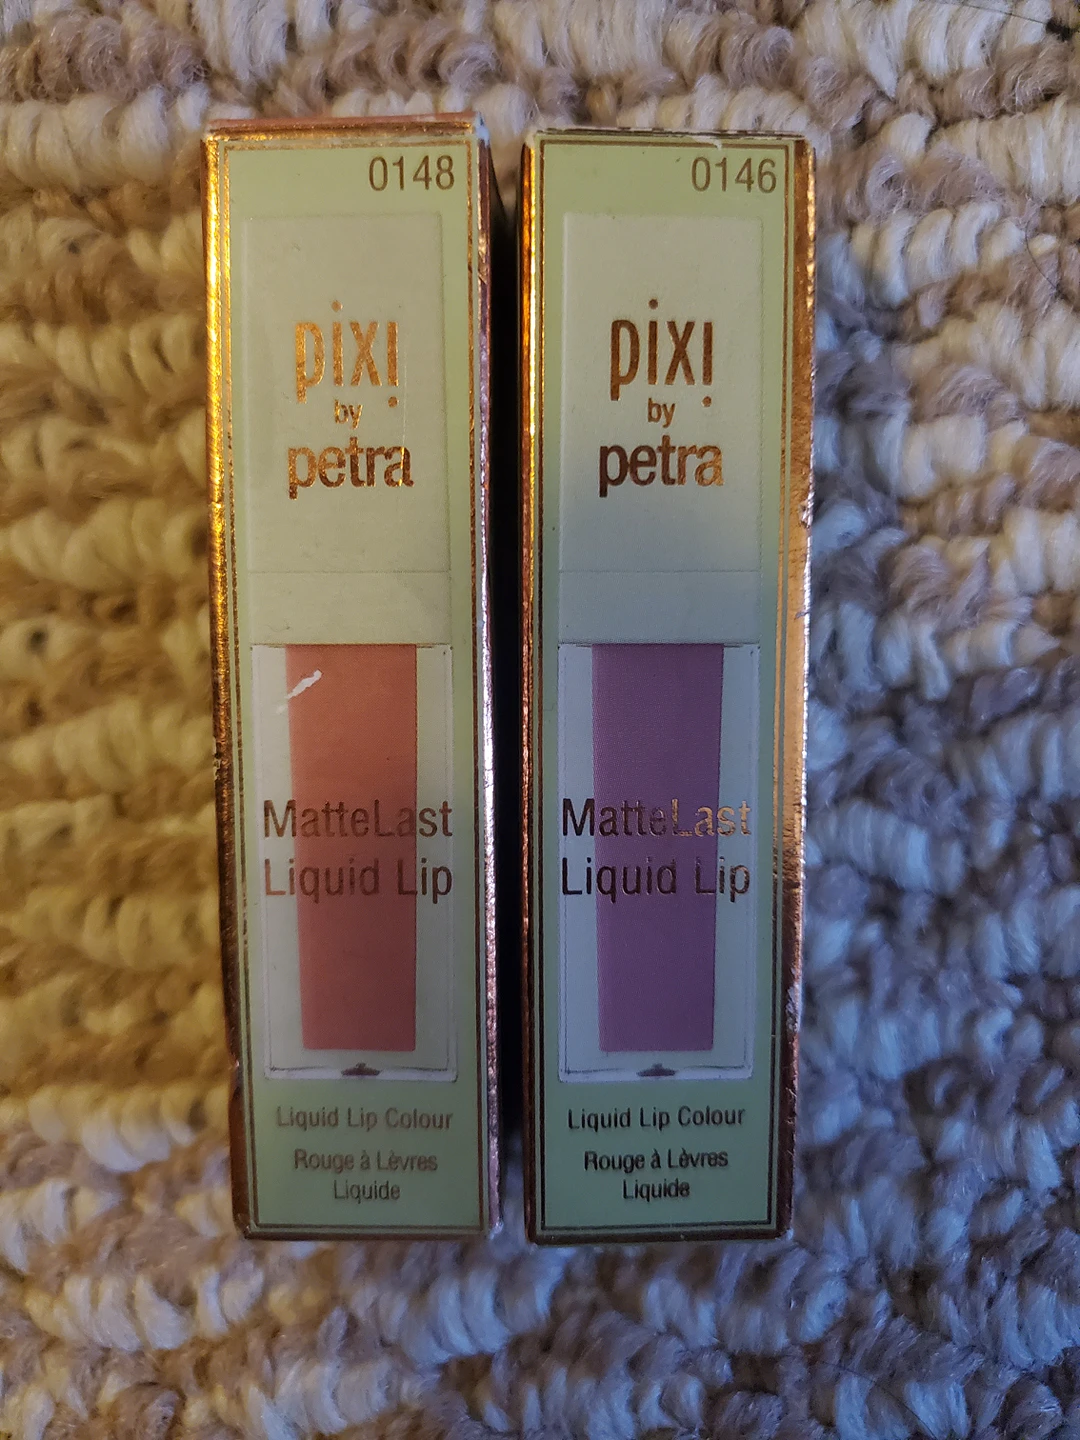 0148
pixi
by
petra
MatteLast
Liquid Lip
Liquid Lip Colour
Rouge à Lèvres
Liquide
0146
pixi
by
petra
MatteLast
Liquid Lip
Liquid Lip Colour
Rouge à Lèvres
Liquide